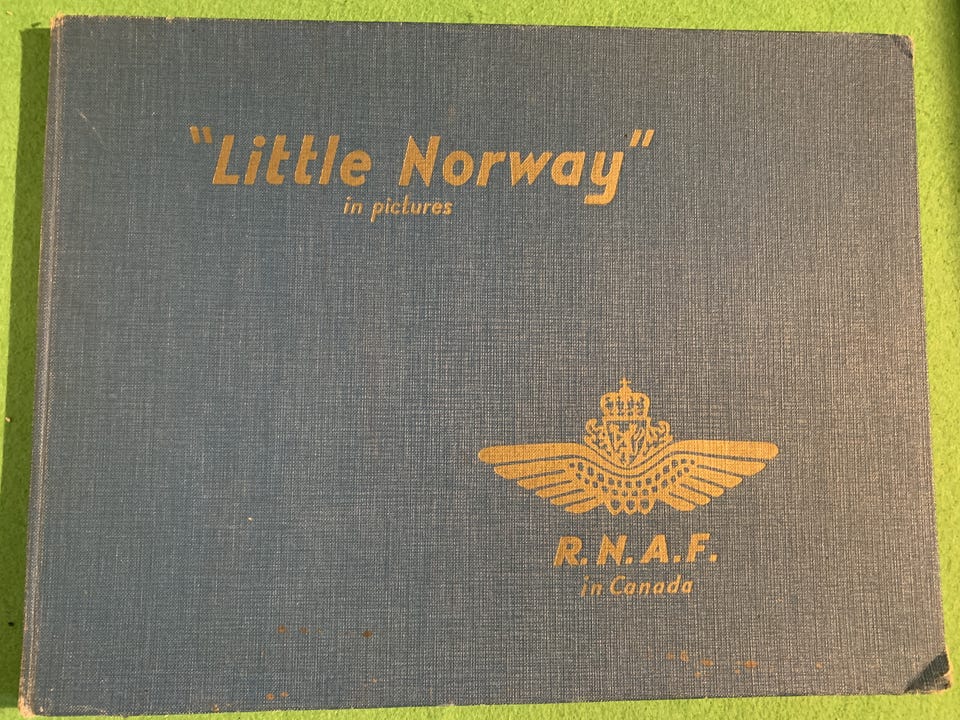 "Little Norway"
in pictures
R.N.A.F.
in Canada